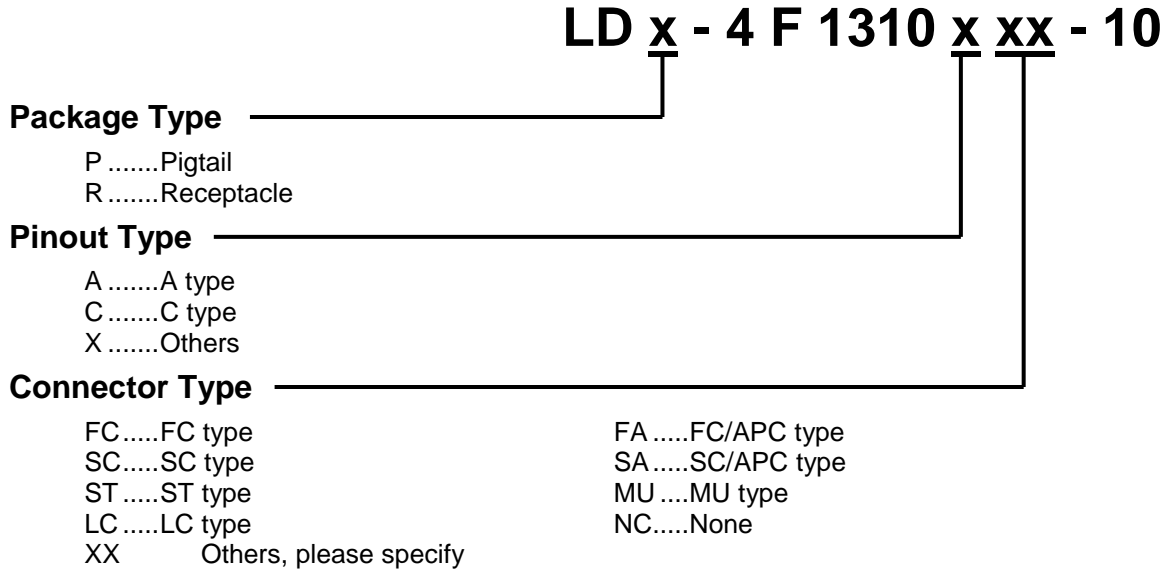 LD x - 4 F 1310 x xx - 10
Package Type
P .......Pigtail
R .......Receptacle
Pinout Type
A .......A type
C .......C type
X .......Others
Connector Type
FC.....FC type FA .....FC/APC type
SC.....SC type SA .....SC/APC type
ST .....ST type MU ....MU type
LC .....LC type NC.....None
XX Others, please specify